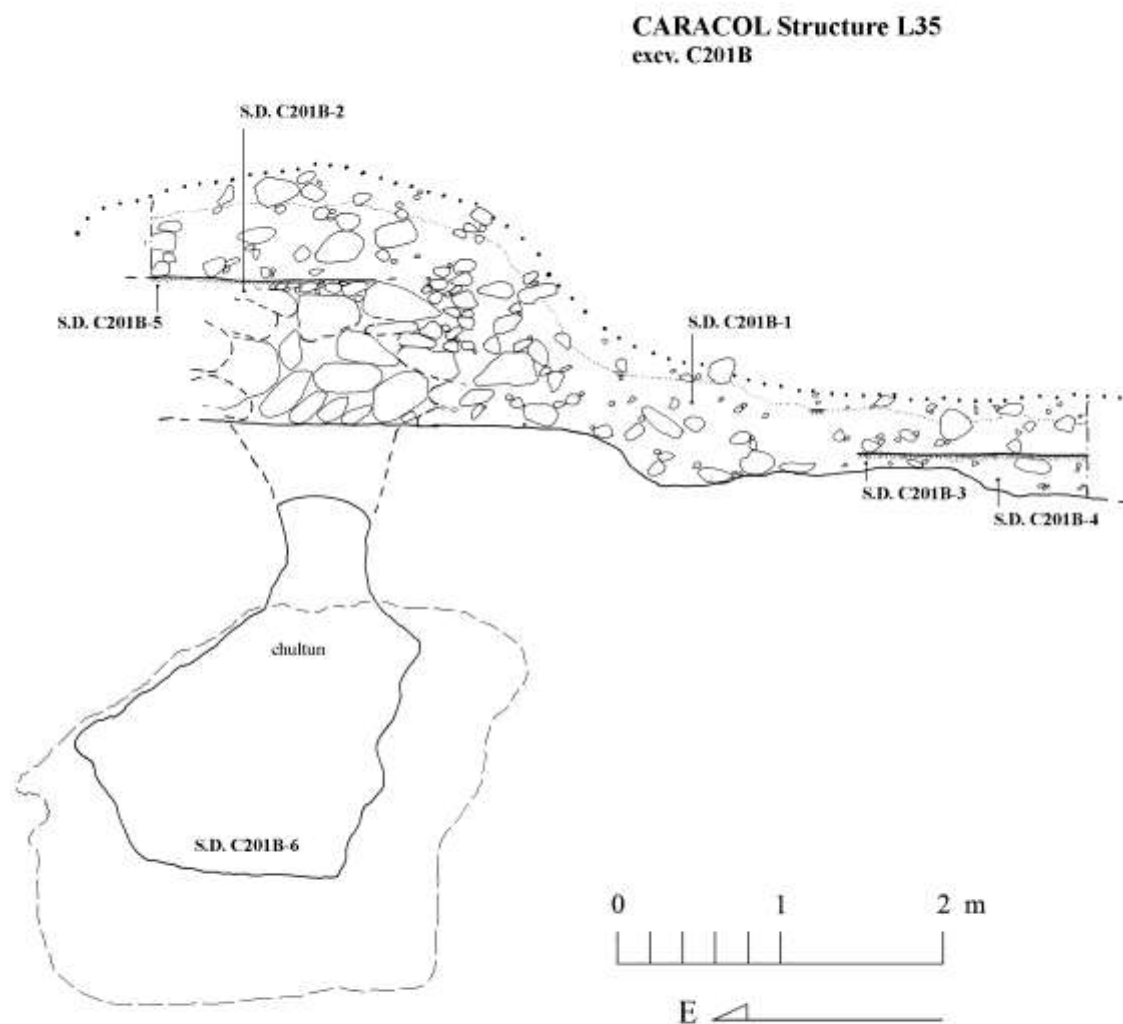 CARACOL Structure L35
excv. C201B
S.D. C201B-2
S.D. C201B-5
S.D. C201B-1
S.D. C201B-3
S.D. C201B-4
chultun
S.D. C201B-6
0 1 2 m
E